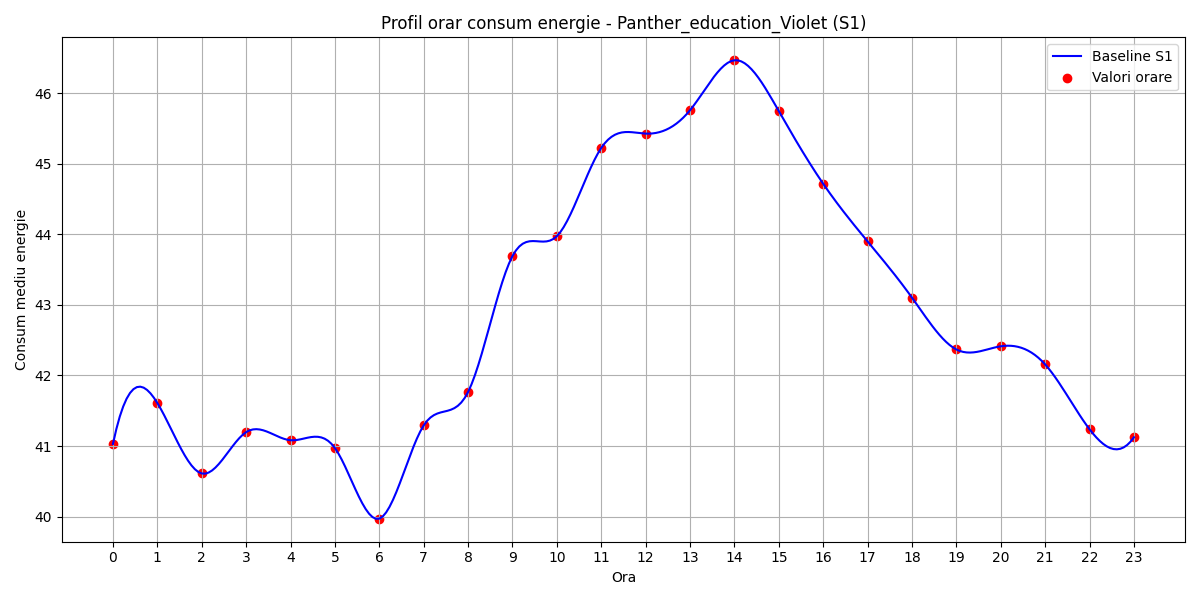 Profil orar consum energie - Panther_education_Violet (S1)
Baseline S1
Valori orare
Consum mediu energie
46
45
44
43
42
41
40
0 1 2 3 4 5 6 7 8 9 10 11 12 13 14 15 16 17 18 19 20 21 22 23
Ora